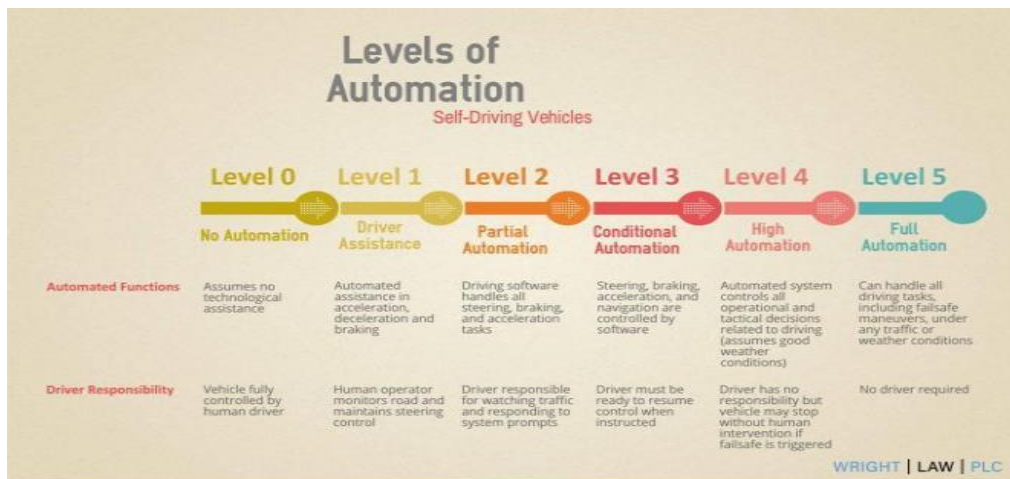 Levels of
Automation
Self-Driving Vehicles
Level 0
Level 1
Level 2
Level 3
Level 4
Level 5
No Automation
Driver
Assistance
Partial
Automation
Conditional
Automation
High
Automation
Full
Automation
Automated Functions
Assumes no
technological
assistance
Automated
assistance in
acceleration,
deceleration and
braking
Driving software
handles all
steering, braking,
and acceleration
tasks
Steering, braking,
acceleration, and
navigation are
controlled by
software
Automated system
controls all
operational and
tactical decisions
related to driving
(assumes good
weather
conditions)
Can handle all
driving tasks,
including failsafe
maneuvers, under
any traffic or
weather conditions
Driver Responsibility
Vehicle fully
controlled by
human driver
Human operator
monitors road and
maintains steering
control
Driver responsible
for watching traffic
and responding to
system prompts
Driver must be
ready to resume
control when
instructed
Driver has no
responsibility but
vehicle may stop
without human
intervention if
failsafe is triggered
No driver required
WRIGHT | LAW | PLC